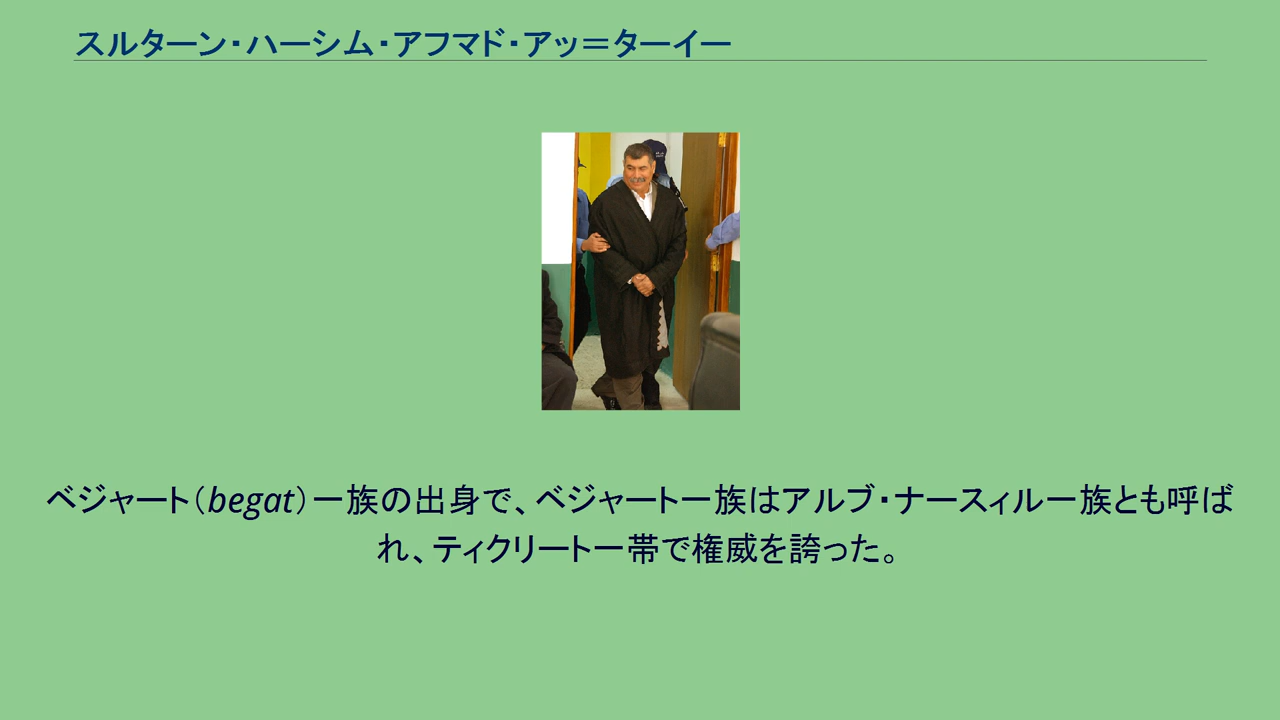 スルターン・ハーシム・アフマド・アッ＝ターイー
ベジャート（begat）一族の出身で、ベジャート一族はアルブ・ナースィル一族とも呼ば
れ、ティクリート一帯で権威を誇った。